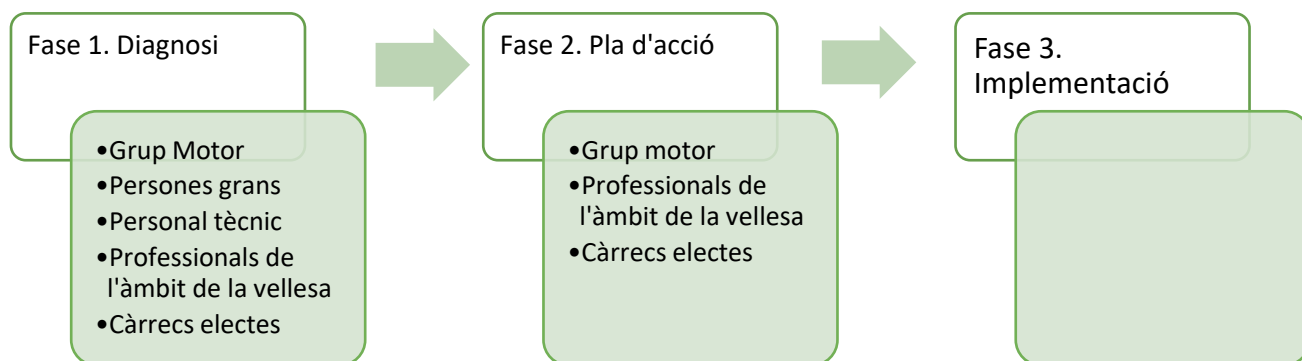 Fase 1. Diagnosi
•Grup Motor
•Persones grans
•Personal tècnic
•Professionals de
l'àmbit de la vellesa
•Càrrecs electes
Fase 2. Pla d'acció
•Grup motor
•Professionals de
l'àmbit de la vellesa
•Càrrecs electes
Fase 3.
Implementació